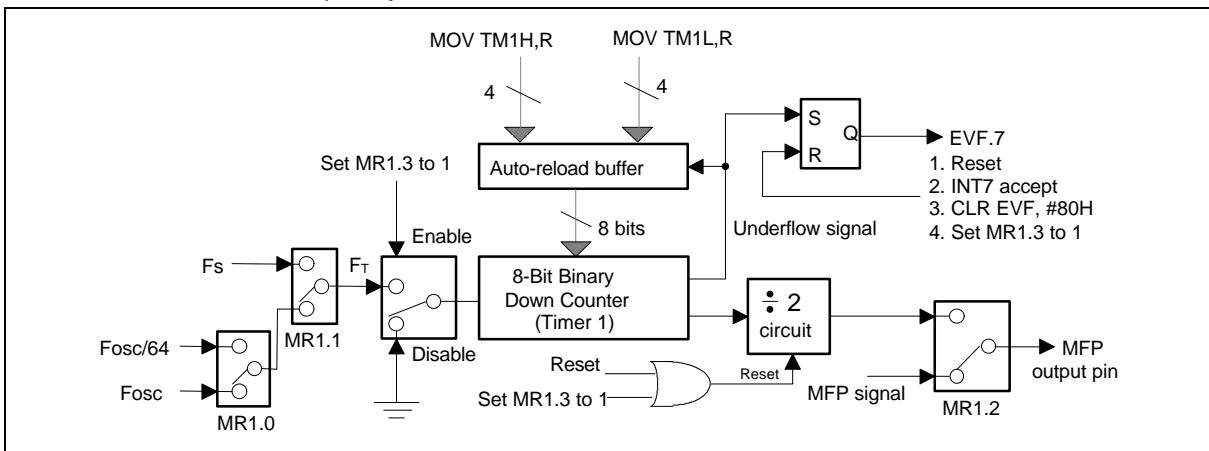 MOV TM1H,R
MOV TM1L,R
4
4
S
Q
R
EVF.7
1. Reset
2. INT7 accept
3. CLR EVF, #80H
4. Set MR1.3 to 1
Set MR1.3 to 1
Auto-reload buffer
8 bits
Underflow signal
Enable
Fs
FT
8-Bit Binary
Down Counter
(Timer 1)
÷ 2
circuit
MR1.1
Fosc/64
Disable
MFP
output pin
Reset
Reset
Fosc
Set MR1.3 to 1
MFP signal
MR1.2
MR1.0